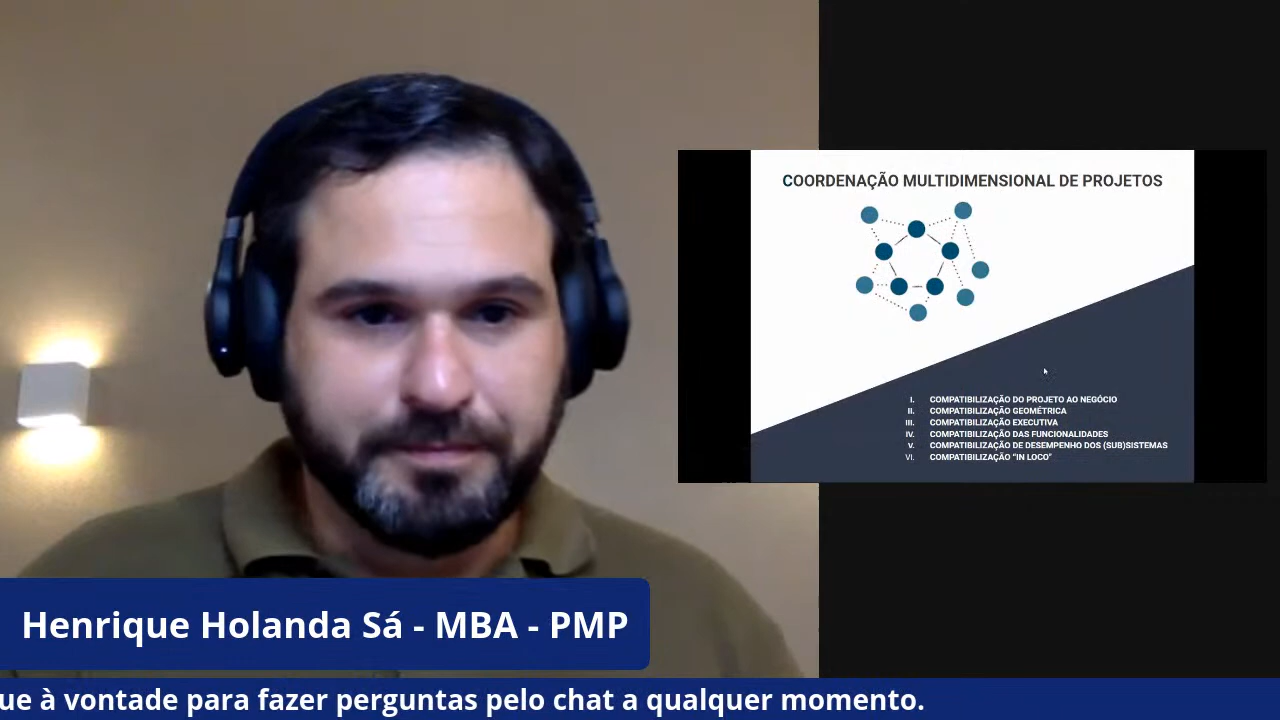 COORDENAÇÃO MULTIDIMENSIONAL DE PROJETOS
I. COMPATIBILIZAÇÃO DO PROJETO AO NEGÓCIO
II. COMPATIBILIZAÇÃO GEOMÉTRICA
III. COMPATIBILIZAÇÃO EXECUTIVA
IV. COMPATIBILIZAÇÃO DAS FUNCIONALIDADES
V. COMPATIBILIZAÇÃO DE DESEMPENHO DOS (SUB)SISTEMAS
VI. COMPATIBILIZAÇÃO “IN LOCO”
Henrique Holanda Sá - MBA - PMP
ue à vontade para fazer perguntas pelo chat a qualquer momento.